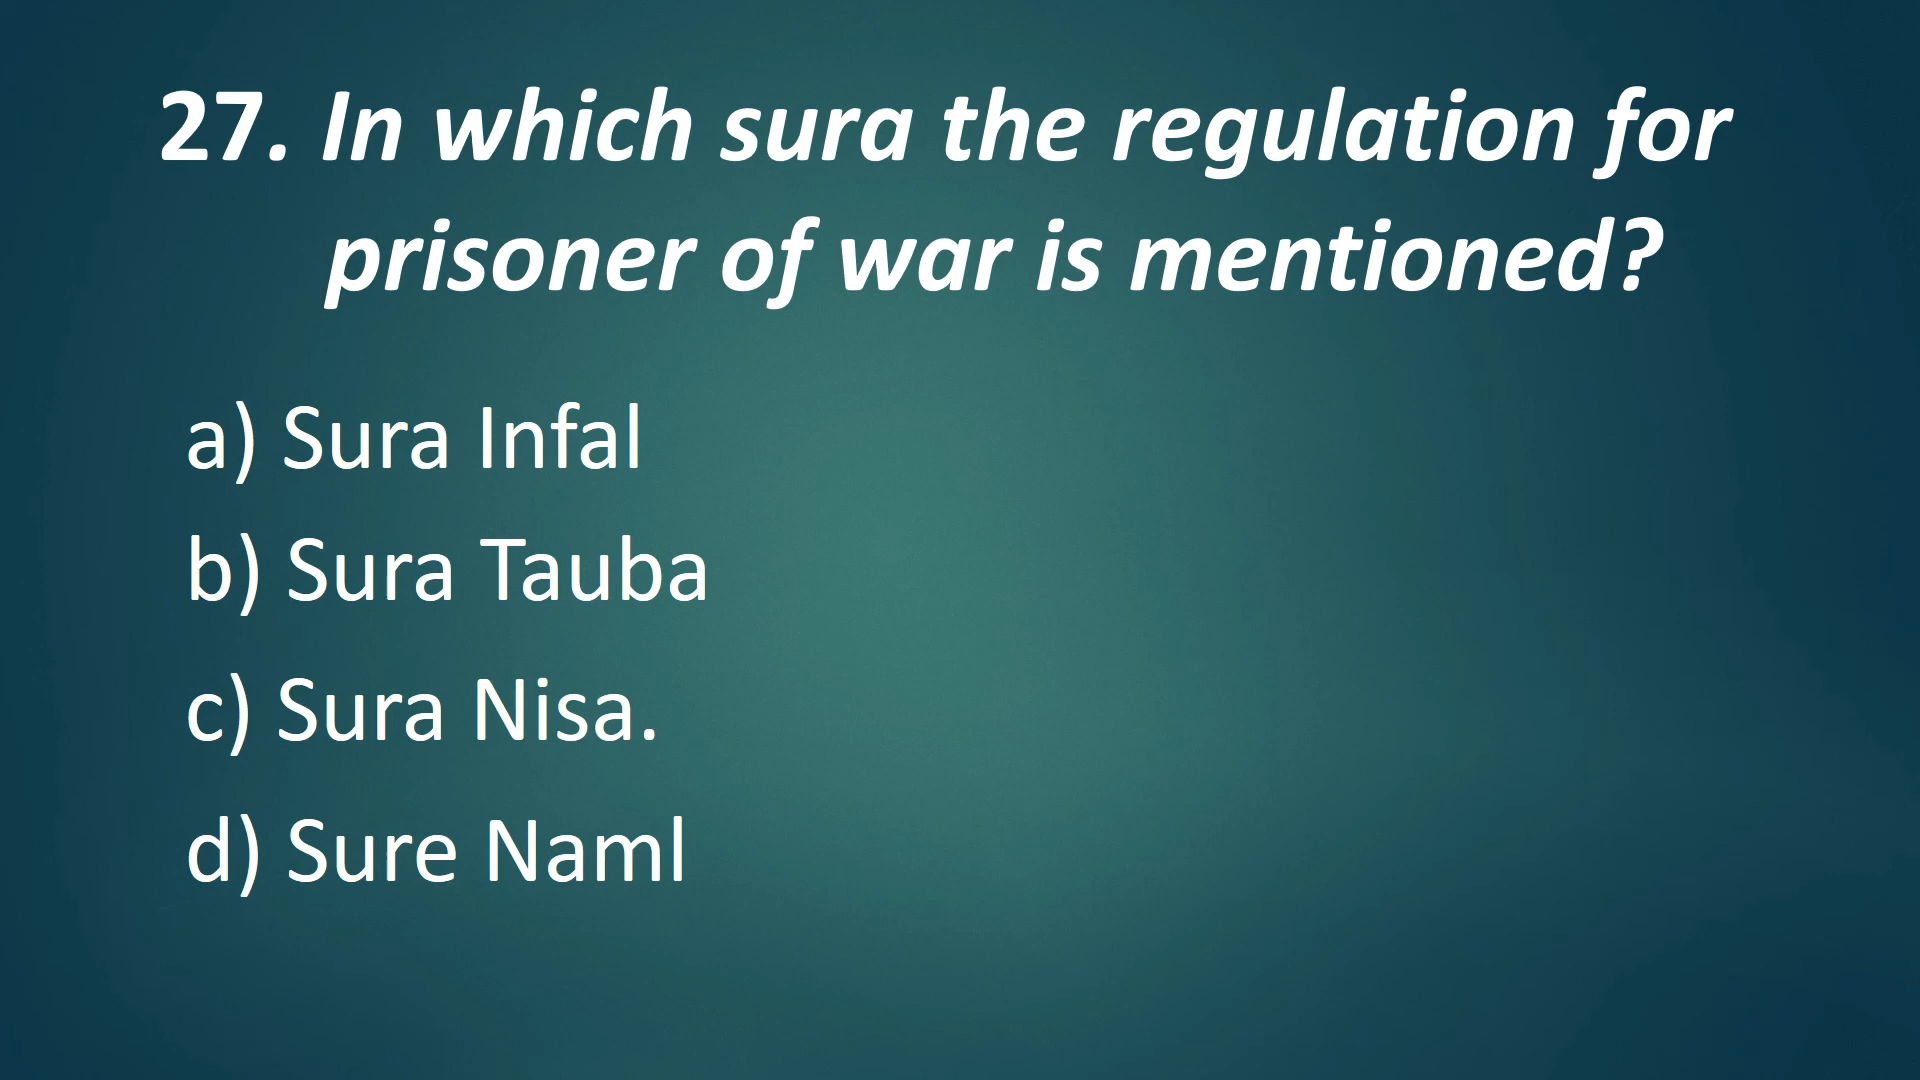 27. In which sura the regulation for
prisoner of war is mentioned?
a) Sura Infal
b) Sura Tauba
c) Sura Nisa.
d) Sure Naml